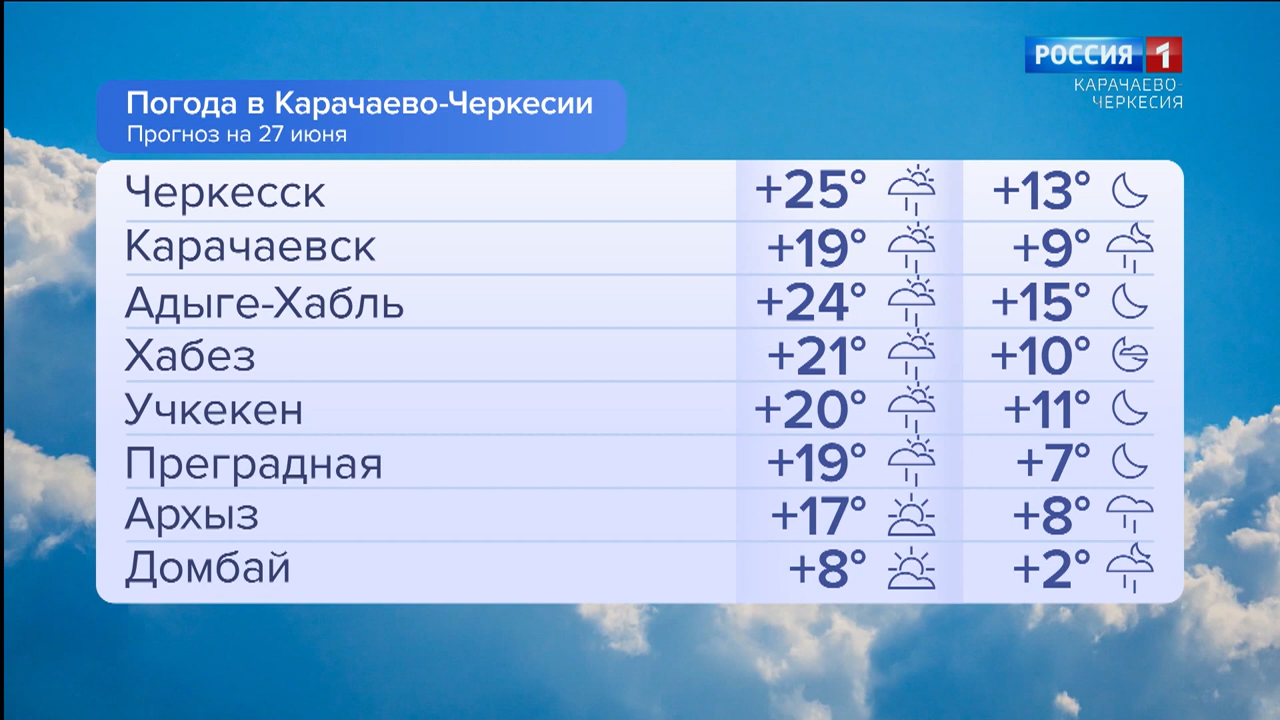 РОССИЯ 1
КАРАЧАЕВО-
ЧЕРКЕСИЯ
Погода в Карачаево-Черкесии
Прогноз на 27 июня
Черкесск +25° +13°
Карачаевск +19° +9°
Адыге-Хабль +24° +15°
Хабез +21° +10°
Учкекен +20° +11°
Преградная +19° +7°
Архыз +17° +8°
Домбай +8° +2°